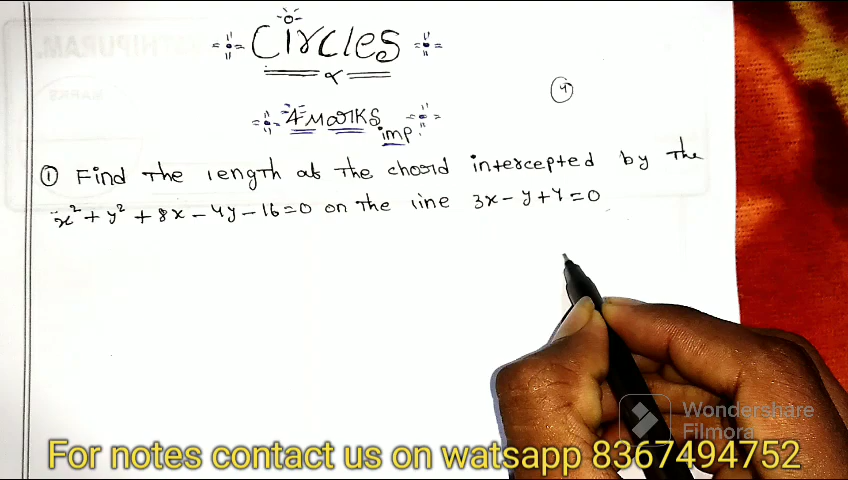 Circles
4 Marks imp
4
① Find the length of the chord intercepted by the
x² + y² + 8x - 4y - 16 = 0 on the line 3x - y + 4 = 0
Wondershare
Filmora
For notes contact us on watsapp 8367494752